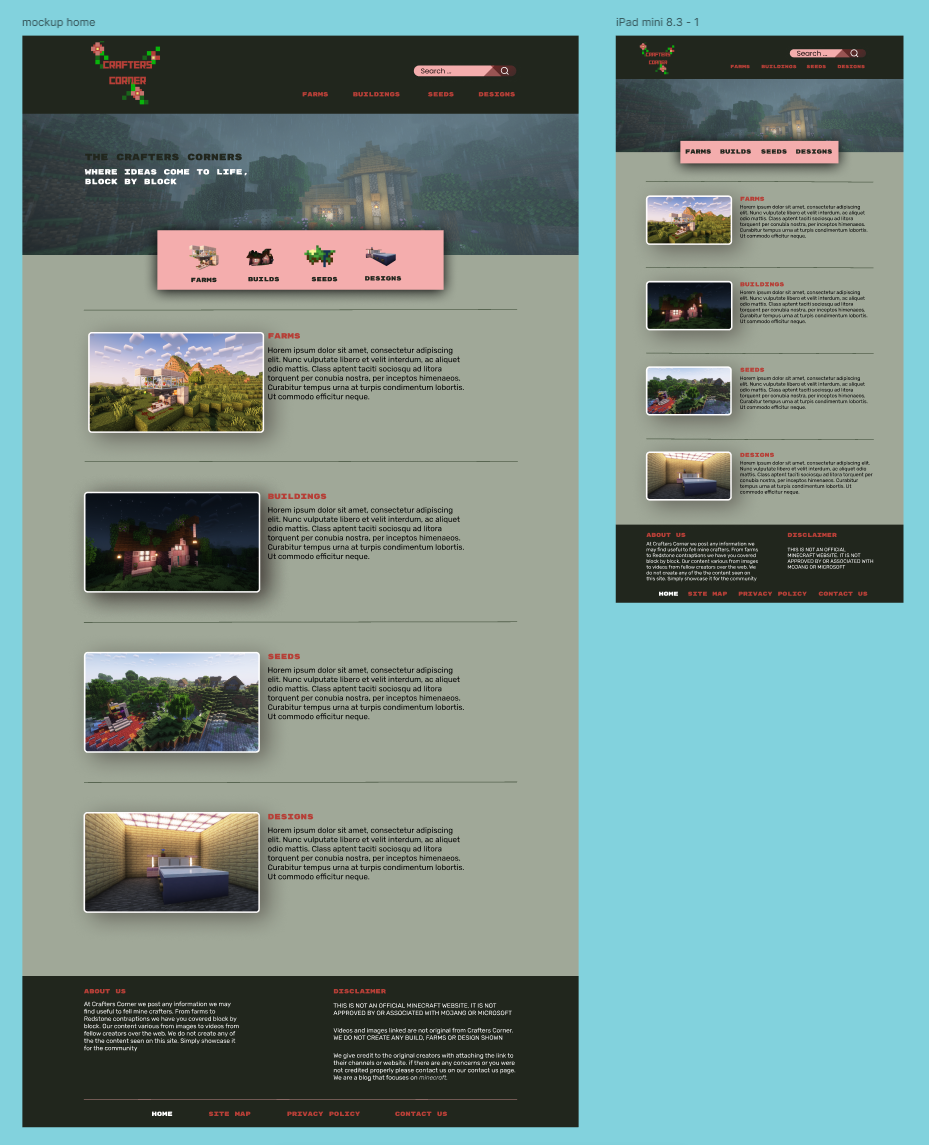 mockup home
CRAFTERS
CORNER
Search ...
FARMS BUILDINGS SEEDS DESIGNS
THE CRAFTERS CORNERS
WHERE IDEAS COME TO LIFE,
BLOCK BY BLOCK
FARMS BUILDS SEEDS DESIGNS
FARMS
Lorem ipsum dolor sit amet, consectetur adipiscing
elit. Nunc vulputate libero et velit interdum, ac aliquet
odio mattis. Class aptent taciti sociosqu ad litora
torquent per conubia nostra, per inceptos himenaeos.
Curabitur tempus urna at turpis condimentum lobortis.
Ut commodo efficitur neque.
BUILDINGS
Lorem ipsum dolor sit amet, consectetur adipiscing
elit. Nunc vulputate libero et velit interdum, ac aliquet
odio mattis. Class aptent taciti sociosqu ad litora
torquent per conubia nostra, per inceptos himenaeos.
Curabitur tempus urna at turpis condimentum lobortis.
Ut commodo efficitur neque.
SEEDS
Lorem ipsum dolor sit amet, consectetur adipiscing
elit. Nunc vulputate libero et velit interdum, ac aliquet
odio mattis. Class aptent taciti sociosqu ad litora
torquent per conubia nostra, per inceptos himenaeos.
Curabitur tempus urna at turpis condimentum lobortis.
Ut commodo efficitur neque.
DESIGNS
Lorem ipsum dolor sit amet, consectetur adipiscing
elit. Nunc vulputate libero et velit interdum, ac aliquet
odio mattis. Class aptent taciti sociosqu ad litora
torquent per conubia nostra, per inceptos himenaeos.
Curabitur tempus urna at turpis condimentum lobortis.
Ut commodo efficitur neque.
ABOUT US
At Crafters Corner we post any information we may
find useful to fell mine crafters. From farms to
Redstone contraptions we have you covered block by
block. Our content various from images to videos from
fellow creators over the web. We do not create any of
the the content seen on this site. Simply showcase it
for the community
DISCLAIMER
THIS IS NOT AN OFFICIAL MINECRAFT WEBSITE. IT IS NOT
APPROVED BY OR ASSOCIATED WITH MOJANG OR MICROSOFT
Videos and images linked are not original from Crafters Corner.
WE DO NOT CREATE ANY BUILD, FARMS OR DESIGN SHOWN
We give credit to the original creators with attaching the link to
their channels or website. if there are any concerns or you were
not credited properly please contact us on our contact us page.
We are a blog that focuses on minecraft.
HOME SITE MAP PRIVACY POLICY CONTACT US
iPad mini 8.3 - 1
CRAFTERS
CORNER
Search ...
FARMS BUILDINGS SEEDS DESIGNS
FARMS BUILDS SEEDS DESIGNS
FARMS
Lorem ipsum dolor sit amet, consectetur adipiscing
elit. Nunc vulputate libero et velit interdum, ac aliquet
odio mattis. Class aptent taciti sociosqu ad litora
torquent per conubia nostra, per inceptos himenaeos.
Curabitur tempus urna at turpis condimentum lobortis.
Ut commodo efficitur neque.
BUILDINGS
Lorem ipsum dolor sit amet, consectetur adipiscing
elit. Nunc vulputate libero et velit interdum, ac aliquet
odio mattis. Class aptent taciti sociosqu ad litora
torquent per conubia nostra, per inceptos himenaeos.
Curabitur tempus urna at turpis condimentum lobortis.
Ut commodo efficitur neque.
SEEDS
Lorem ipsum dolor sit amet, consectetur adipiscing
elit. Nunc vulputate libero et velit interdum, ac aliquet
odio mattis. Class aptent taciti sociosqu ad litora
torquent per conubia nostra, per inceptos himenaeos.
Curabitur tempus urna at turpis condimentum lobortis.
Ut commodo efficitur neque.
DESIGNS
Lorem ipsum dolor sit amet, consectetur adipiscing elit.
Nunc vulputate libero et velit interdum, ac aliquet odio
mattis. Class aptent taciti sociosqu ad litora torquent per
conubia nostra, per inceptos himenaeos. Curabitur
tempus urna at turpis condimentum lobortis. Ut
commodo efficitur neque.
ABOUT US
At Crafters Corner we post any information we
may find useful to fell mine crafters. From farms
to Redstone contraptions we have you covered
block by block. Our content various from images
to videos from fellow creators over the web. We
do not create any of the the content seen on
this site. Simply showcase it for the community
DISCLAIMER
THIS IS NOT AN OFFICIAL
MINECRAFT WEBSITE. IT IS NOT
APPROVED BY OR ASSOCIATED WITH
MOJANG OR MICROSOFT
HOME SITE MAP PRIVACY POLICY CONTACT US